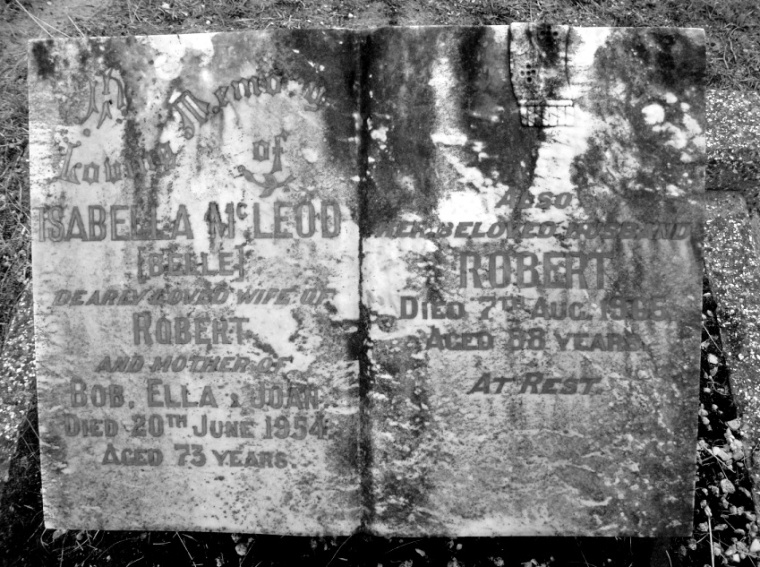 In
Loving Memory
of
ISABELLA McLEOD
[BELLE]
DEARLY LOVED WIFE OF
ROBERT
AND MOTHER OF
BOB, ELLA & JOAN.
DIED 20TH JUNE 1954.
AGED 73 YEARS.
ALSO
HER BELOVED HUSBAND
ROBERT
DIED 7TH AUG.
AGED 88 YEARS.
AT REST.